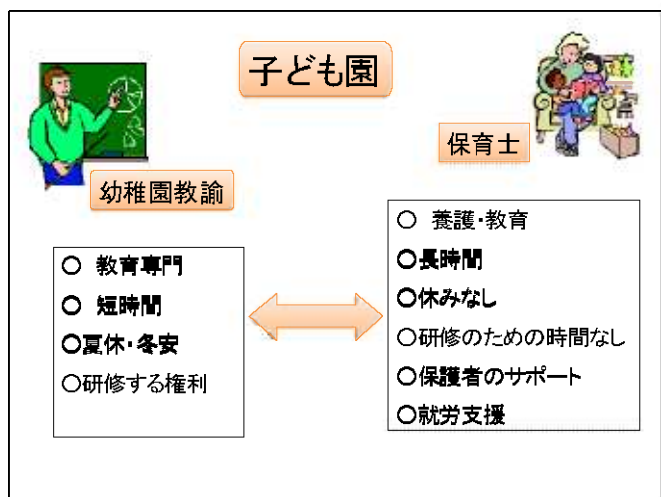 子ども園
保育士
幼稚園教諭
○ 教育専門
○ 短時間
○夏休・冬安
○研修する権利
○ 養護・教育
○長時間
○休みなし
○研修のための時間なし
○保護者のサポート
○就労支援